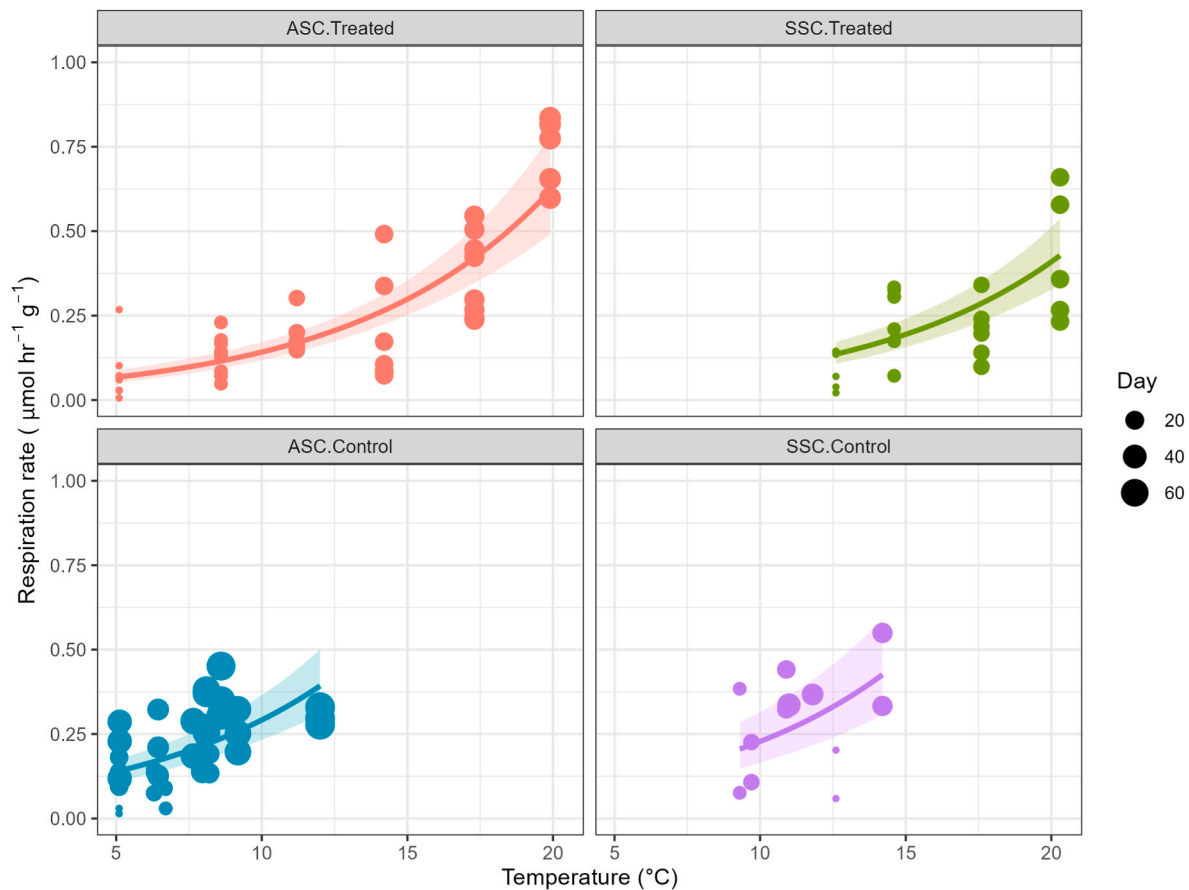 ASC.Treated
SSC.Treated
1.00
0.75
0.50
0.25
0.00
ASC.Control
SSC.Control
1.00
0.75
0.50
0.25
0.00
5 10 15 20
5 10 15 20
Temperature (°C)
Respiration rate ( μmol hr⁻¹ g⁻¹)
Day
20
40
60